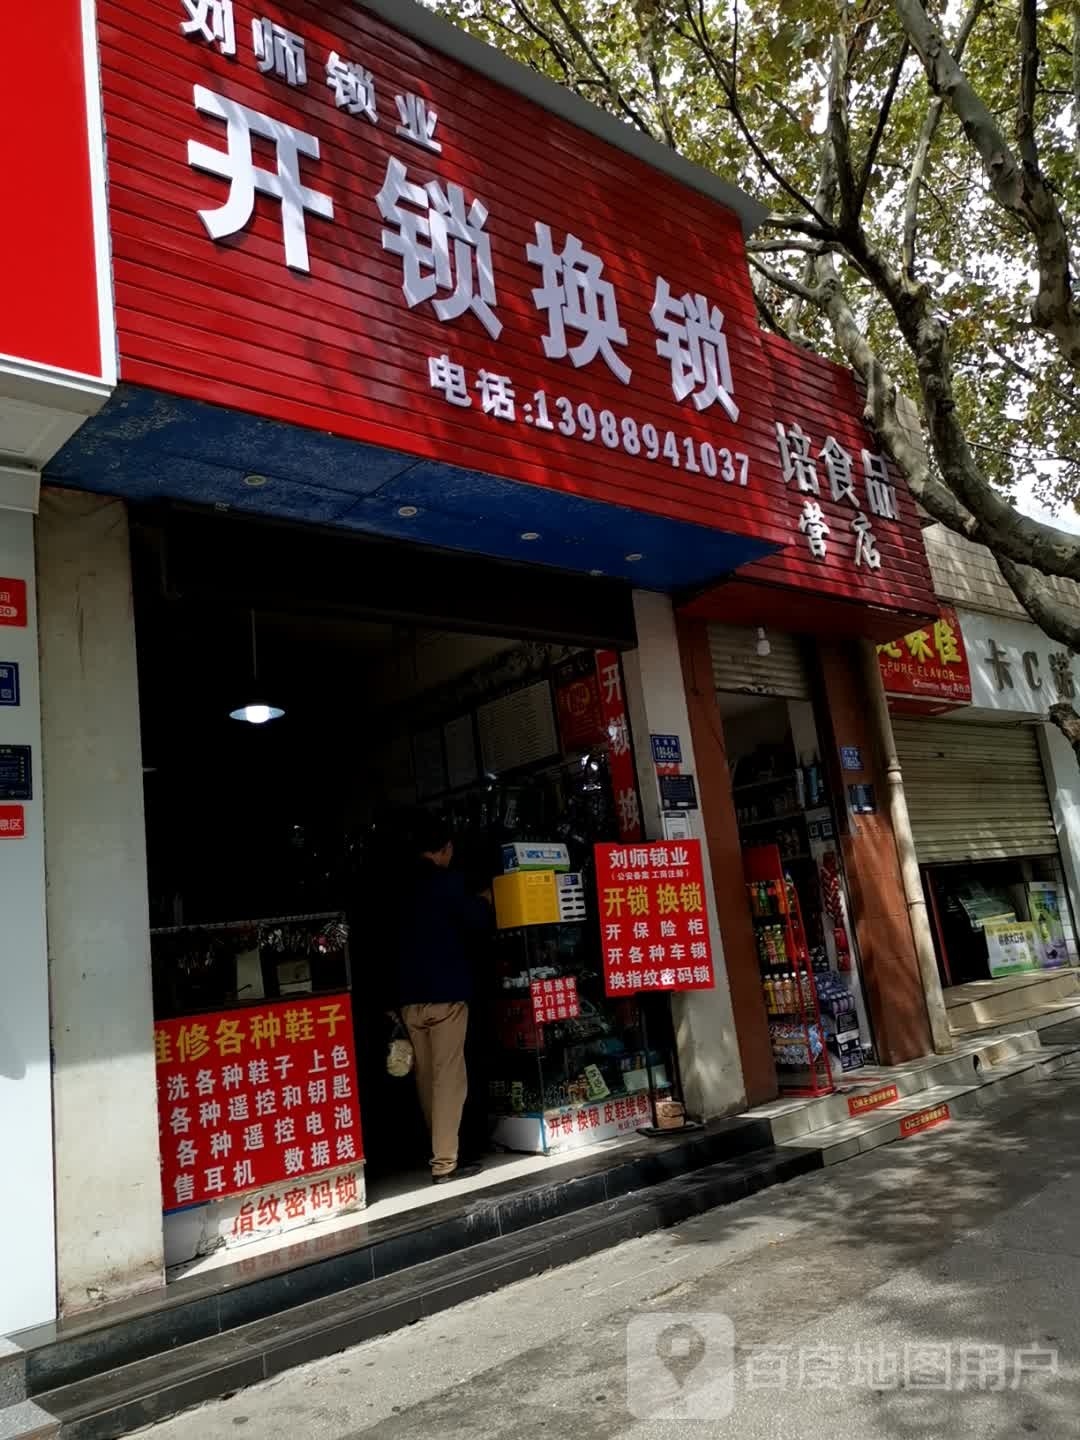 刘师锁业
开锁换锁
电话:13988941037
培食品
营店
味佳
PURE FLAVOR
卡C诺
开锁换
刘师锁业
(公安备案 工商注册)
开锁 换锁
开保险柜
开各种车锁
换指纹密码锁
开锁换锁
配门禁卡
皮鞋维修
开锁 换锁 皮鞋维修
维修各种鞋子
洗各种鞋子 上色
各种遥控和钥匙
各种遥控电池
售耳机 数据线
指纹密码锁
百度地图用户